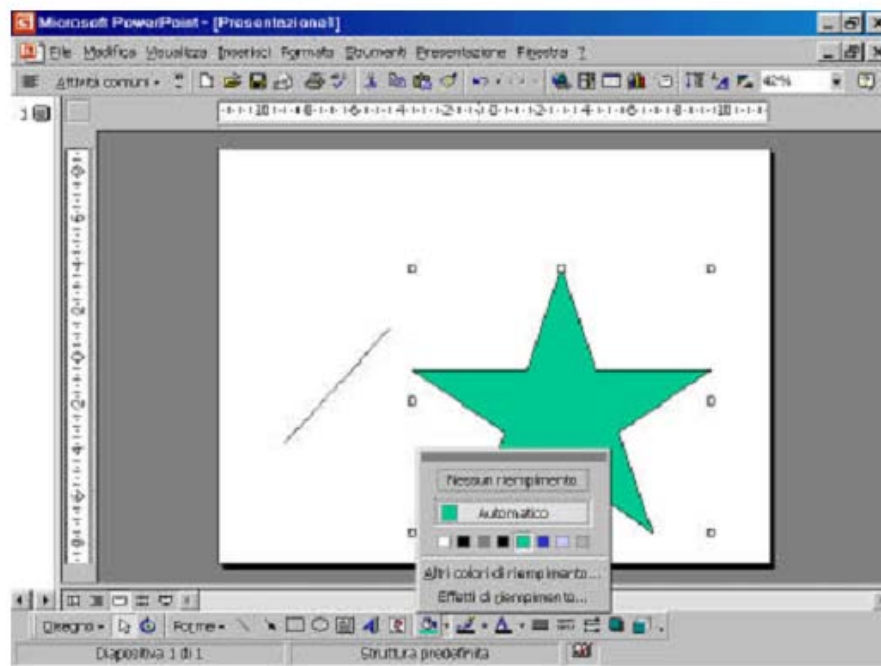 Microsoft PowerPoint - [Presentazione1]
File Modifica Visualizza Inserisci Formato Strumenti Presentazione Finestra ?
Attività comuni 42%
1
Nessun riempimento
Automatico
Altri colori di riempimento...
Effetti di riempimento...
Disegno Forme
Diapositiva 1 di 1 Struttura predefinita